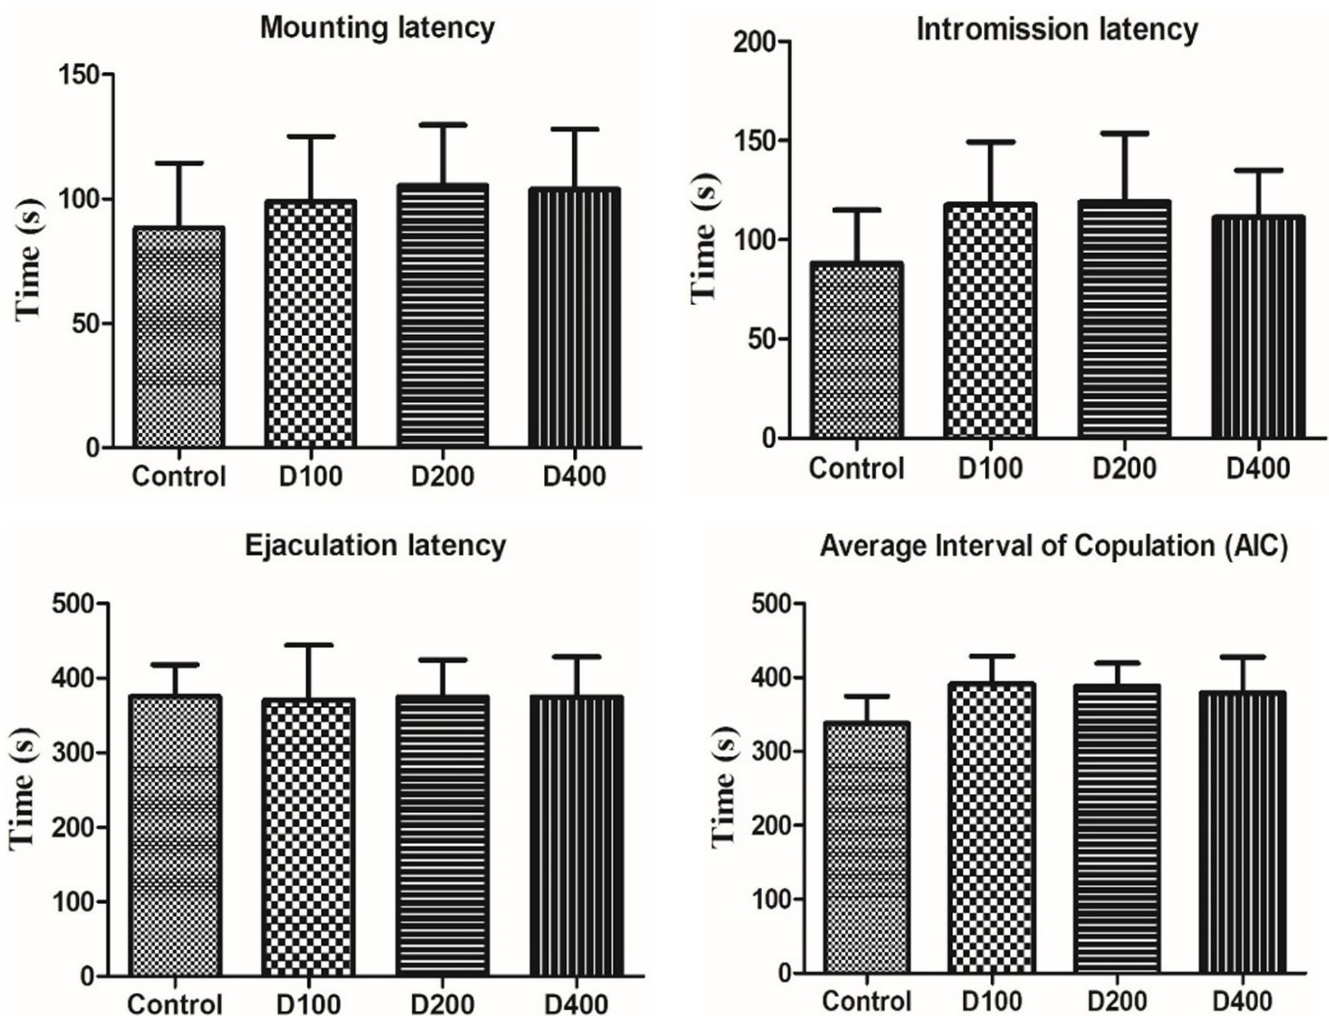 Mounting latency
Time (s)
150
100
50
0
Control D100 D200 D400
Intromission latency
Time (s)
200
150
100
50
0
Control D100 D200 D400
Ejaculation latency
Time (s)
500
400
300
200
100
0
Control D100 D200 D400
Average Interval of Copulation (AIC)
Time (s)
500
400
300
200
100
0
Control D100 D200 D400